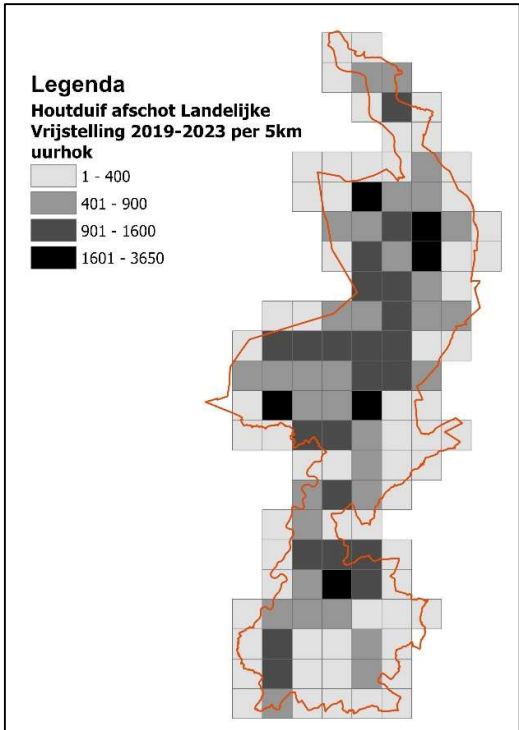 Legenda
Houtduif afschot Landelijke
Vrijstelling 2019-2023 per 5km
uurhok
1 - 400
401 - 900
901 - 1600
1601 - 3650